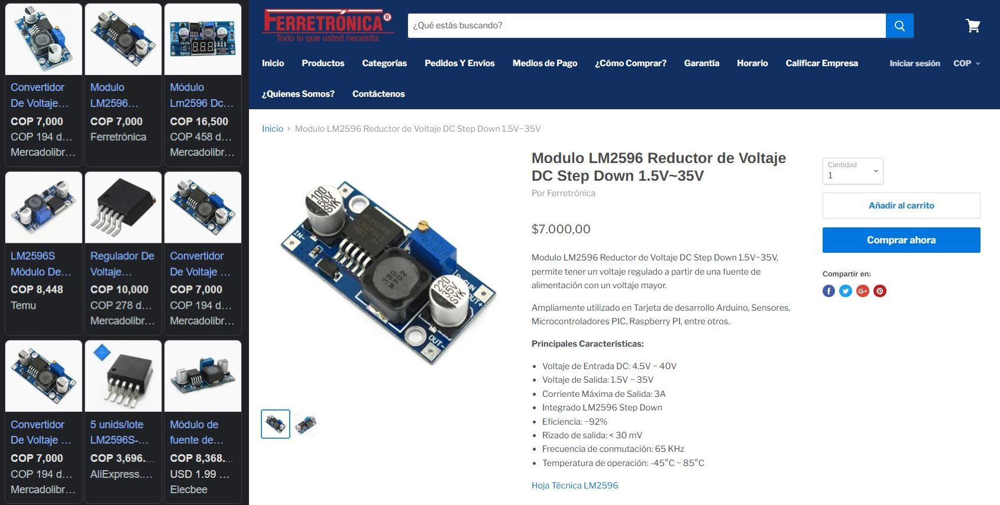 Convertidor
De Voltaje...
COP 7,000
COP 194 d...
Mercadolibr...
Modulo
LM2596...
COP 7,000
Ferretrónica
Módulo
Lm2596 Dc...
COP 16,500
COP 458 d...
Mercadolibr...
LM2596S
Módulo De...
COP 8,448
Temu
Regulador De
Voltaje...
COP 10,000
COP 278 d...
Mercadolibr...
Convertidor
De Voltaje ...
COP 7,000
COP 194 d...
Mercadolibr...
Convertidor
De Voltaje ...
COP 7,000
COP 194 d...
Mercadolibr...
5 unids/lote
LM2596S-...
COP 3,696....
AliExpress....
Módulo de
fuente de...
COP 8,368....
USD 1.99 ...
Elecbee
FERRETRÓNICA®
Todo lo que usted necesita.
¿Qué estás buscando?
Inicio Productos Categorías Pedidos Y Envíos Medios de Pago ¿Cómo Comprar? Garantía Horario Calificar Empresa Iniciar sesión COP
¿Quienes Somos? Contáctenos
Inicio › Modulo LM2596 Reductor de Voltaje DC Step Down 1.5V~35V
100
50V
SYK
IN-
LM2596S
330
M902
220
35V
SYK
OUT+
OUT-
Modulo LM2596 Reductor de Voltaje
DC Step Down 1.5V~35V
Por Ferretrónica
$7.000,00
Modulo LM2596 Reductor de Voltaje DC Step Down 1.5V~35V,
permite tener un voltaje regulado a partir de una fuente de
alimentación con un voltaje mayor.
Ampliamente utilizado en Tarjeta de desarrollo Arduino, Sensores,
Microcontroladores PIC, Raspberry PI, entre otros.
Principales Características:
• Voltaje de Entrada DC: 4.5V ~ 40V
• Voltaje de Salida: 1.5V ~ 35V
• Corriente Máxima de Salida: 3A
• Integrado LM2596 Step Down
• Eficiencia: ~92%
• Rizado de salida: < 30 mV
• Frecuencia de conmutación: 65 KHz
• Temperatura de operación: -45°C ~ 85°C
Hoja Técnica LM2596
Cantidad
1
Añadir al carrito
Comprar ahora
Compartir en: